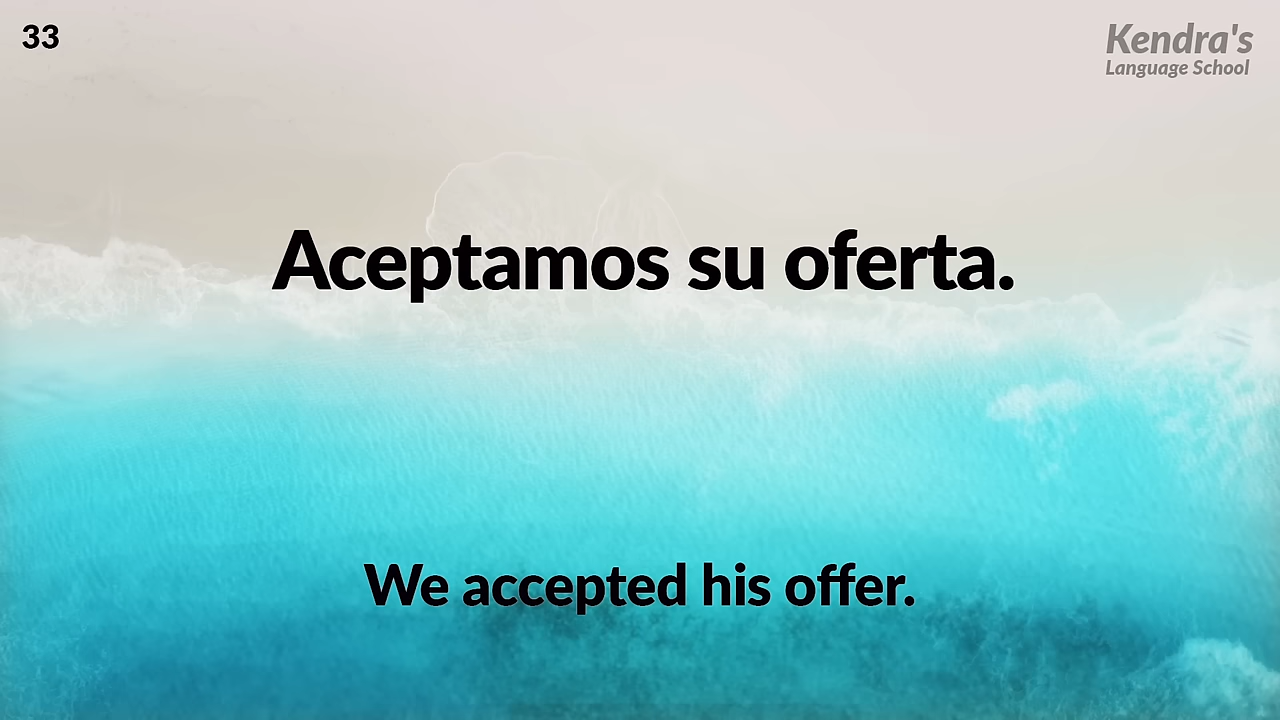 33
Kendra's
Language School
Aceptamos su oferta.
We accepted his offer.